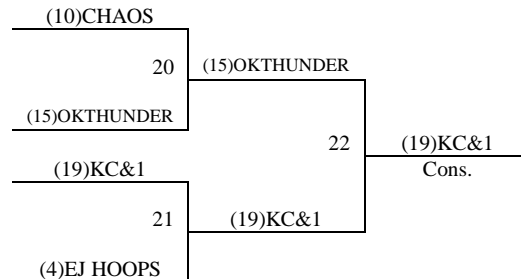 (10)CHAOS
20
(15)OKTHUNDER
(15)OKTHUNDER
22
(19)KC&1
Cons.
(19)KC&1
21
(19)KC&1
(4)EJ HOOPS